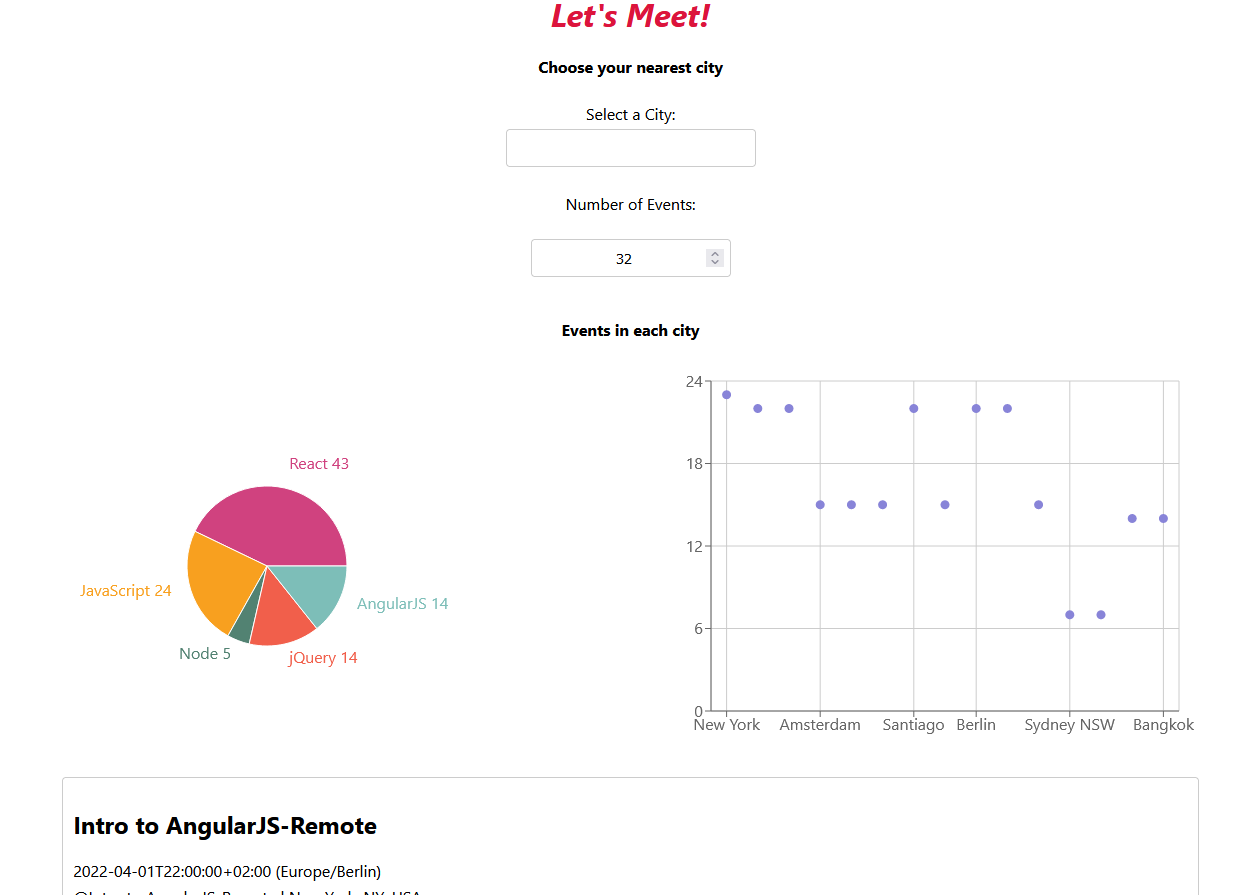 Let's Meet!
Choose your nearest city
Select a City:
Number of Events:
32
Events in each city
React 43
JavaScript 24
AngularJS 14
Node 5
jQuery 14
24
18
12
6
0
New York Amsterdam Santiago Berlin Sydney NSW Bangkok
Intro to AngularJS-Remote
2022-04-01T22:00:00+02:00 (Europe/Berlin)